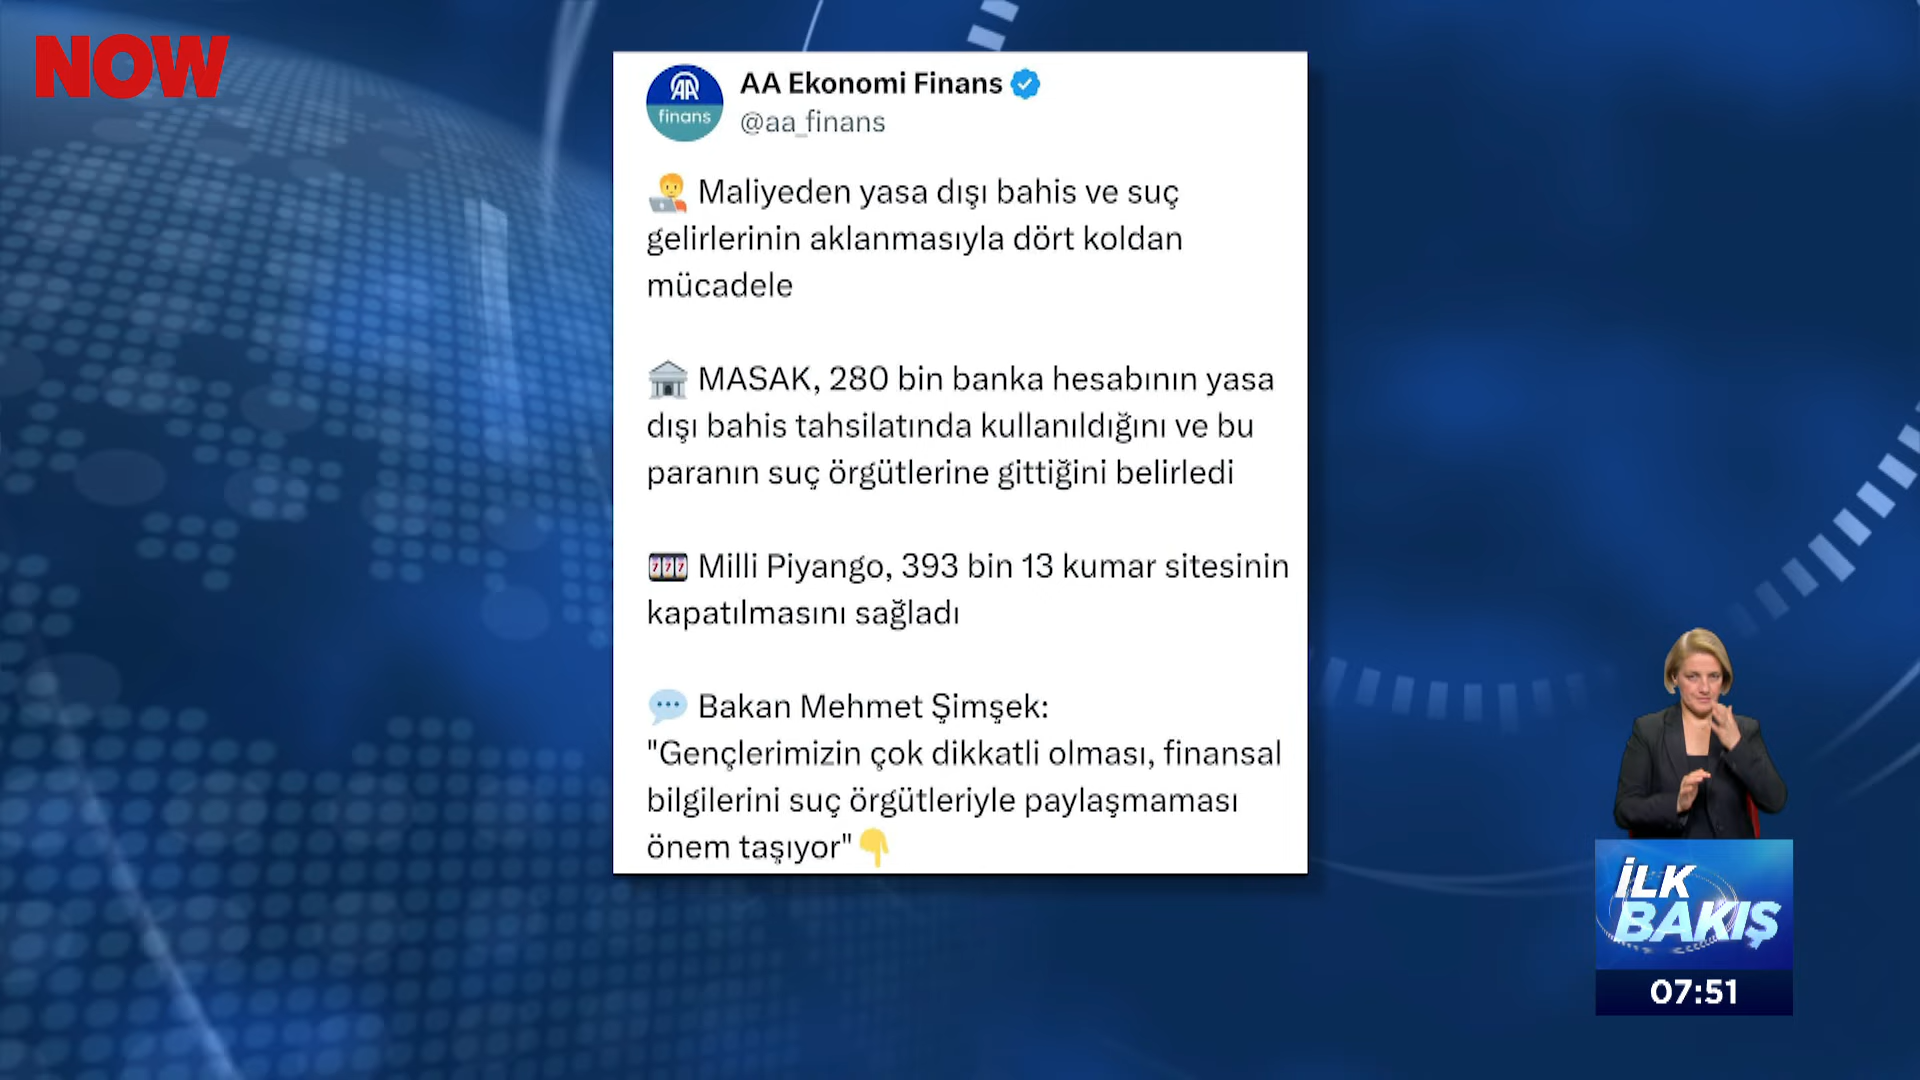 NOW
AA Ekonomi Finans
finans
@aa_finans
Maliyeden yasa dışı bahis ve suç
gelirlerinin aklanmasıyla dört koldan
mücadele
MASAK, 280 bin banka hesabının yasa
dışı bahis tahsilatında kullanıldığını ve bu
paranın suç örgütlerine gittiğini belirledi
777 Milli Piyango, 393 bin 13 kumar sitesinin
kapatılmasını sağladı
Bakan Mehmet Şimşek:
"Gençlerimizin çok dikkatli olması, finansal
bilgilerini suç örgütleriyle paylaşmaması
önem taşıyor"
İLK
BAKIŞ
07:51